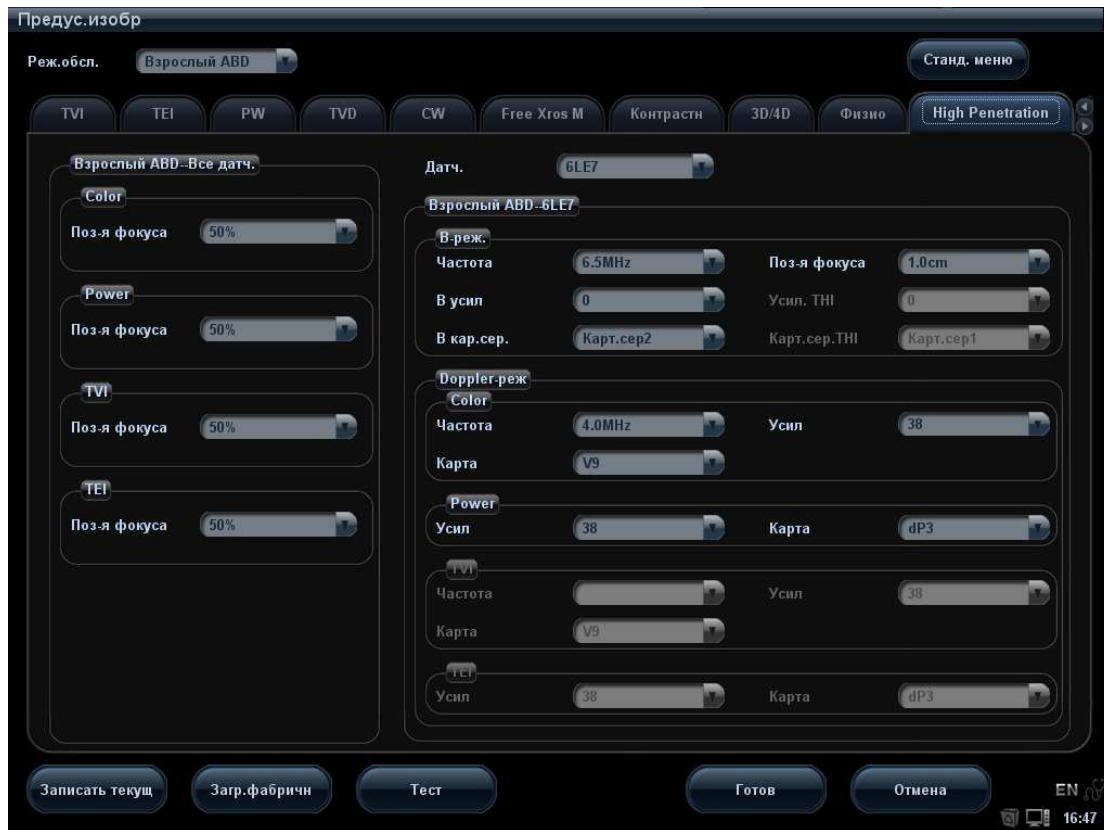 Предус.изобр
Реж.обсл. Взрослый ABD Станд. меню
TVI TEI PW TVD CW Free Xros M Контрастн 3D/4D Физио High Penetration
Взрослый ABD--Все датч.
Color
Поз-я фокуса 50%
Power
Поз-я фокуса 50%
TVI
Поз-я фокуса 50%
TEI
Поз-я фокуса 50%
Датч. 6LE7
Взрослый ABD--6LE7
В-реж.
Частота 6.5MHz Поз-я фокуса 1.0cm
В усил 0 Усил. THI 0
В кар.сер. Карт.сер2 Карт.сер.THI Карт.сер1
Doppler-реж
Color
Частота 4.0MHz Усил 38
Карта V9
Power
Усил 38 Карта dP3
TVI
Частота Усил 38
Карта V9
TEI
Усил 38 Карта dP3
Записать текущ Загр.фабричн Тест Готов Отмена EN
16:47